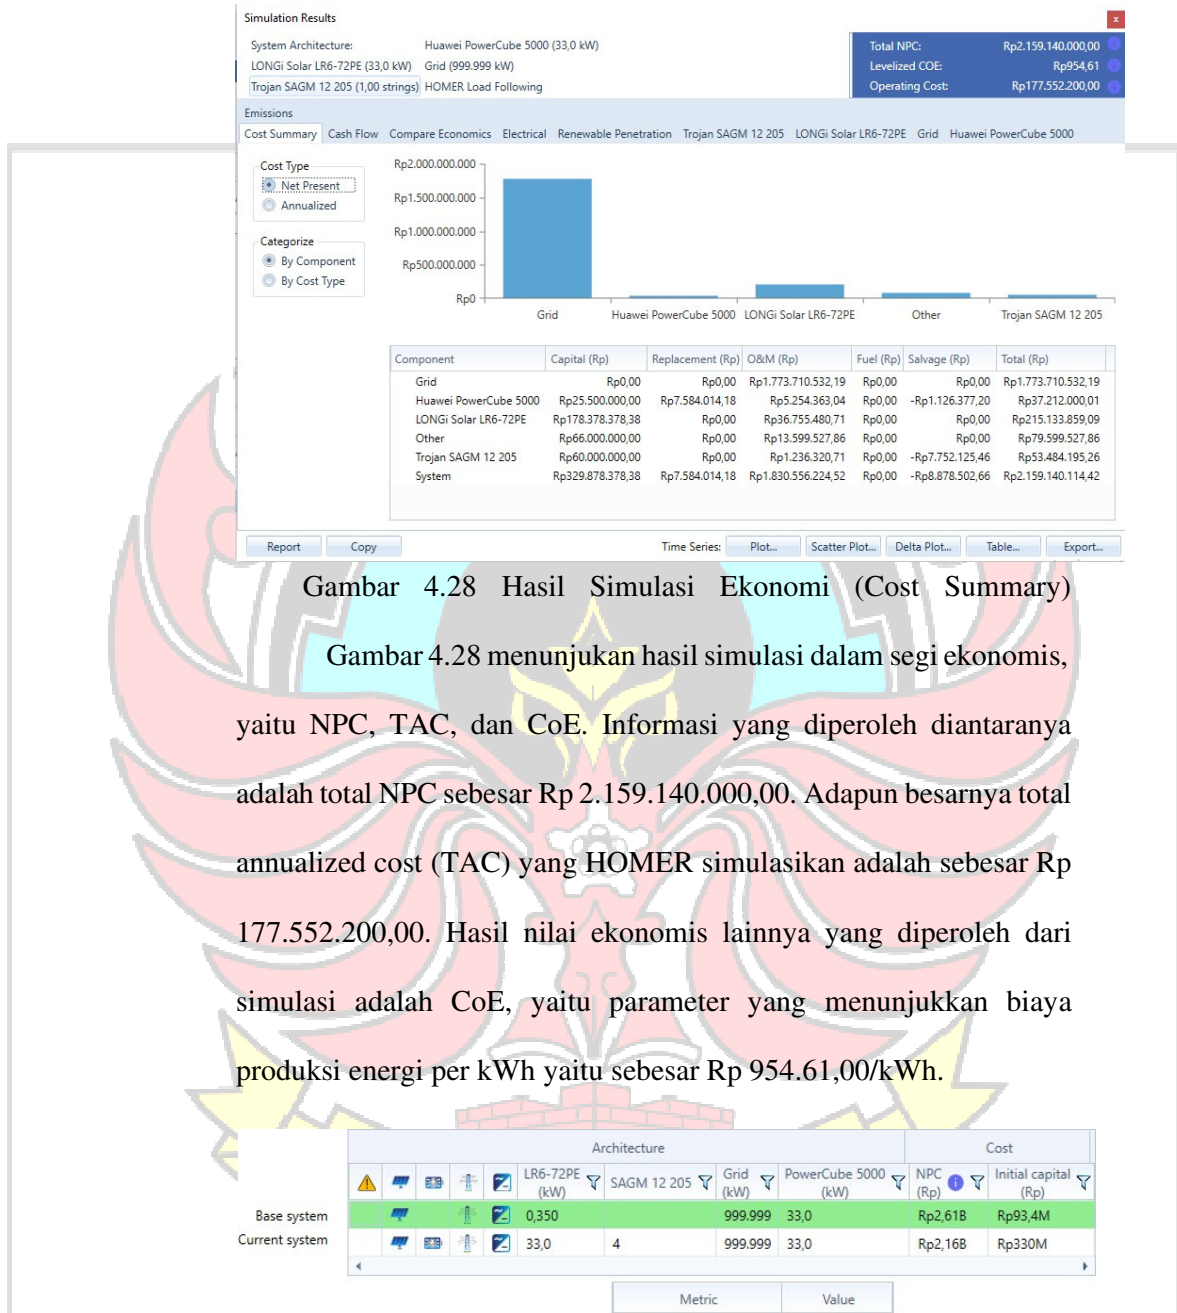 Simulation Results
x
System Architecture: Huawei PowerCube 5000 (33,0 kW)
LONGi Solar LR6-72PE (33,0 kW) Grid (999.999 kW)
Trojan SAGM 12 205 (1,00 strings) HOMER Load Following
Total NPC: Rp2.159.140.000,00
Levelized COE: Rp954,61
Operating Cost: Rp177.552.200,00
Emissions
Cost Summary Cash Flow Compare Economics Electrical Renewable Penetration Trojan SAGM 12 205 LONGi Solar LR6-72PE Grid Huawei PowerCube 5000
Cost Type
Net Present
Annualized
Categorize
By Component
By Cost Type
Rp2.000.000.000
Rp1.500.000.000
Rp1.000.000.000
Rp500.000.000
Rp0
Grid Huawei PowerCube 5000 LONGi Solar LR6-72PE Other Trojan SAGM 12 205
Component Capital (Rp) Replacement (Rp) O&M (Rp) Fuel (Rp) Salvage (Rp) Total (Rp)
Grid Rp0,00 Rp0,00 Rp1.773.710.532,19 Rp0,00 Rp0,00 Rp1.773.710.532,19
Huawei PowerCube 5000 Rp25.500.000,00 Rp7.584.014,18 Rp5.254.363,04 Rp0,00 -Rp1.126.377,20 Rp37.212.000,01
LONGi Solar LR6-72PE Rp178.378.378,38 Rp0,00 Rp36.755.480,71 Rp0,00 Rp0,00 Rp215.133.859,09
Other Rp66.000.000,00 Rp0,00 Rp13.599.527,86 Rp0,00 Rp0,00 Rp79.599.527,86
Trojan SAGM 12 205 Rp60.000.000,00 Rp0,00 Rp1.236.320,71 Rp0,00 -Rp7.752.125,46 Rp53.484.195,26
System Rp329.878.378,38 Rp7.584.014,18 Rp1.830.556.224,52 Rp0,00 -Rp8.878.502,66 Rp2.159.140.114,42
Report Copy Time Series: Plot... Scatter Plot... Delta Plot... Table... Export...
Gambar 4.28 Hasil Simulasi Ekonomi (Cost Summary)
Gambar 4.28 menunjukan hasil simulasi dalam segi ekonomis,
yaitu NPC, TAC, dan CoE. Informasi yang diperoleh diantaranya
adalah total NPC sebesar Rp 2.159.140.000,00. Adapun besarnya total
annualized cost (TAC) yang HOMER simulasikan adalah sebesar Rp
177.552.200,00. Hasil nilai ekonomis lainnya yang diperoleh dari
simulasi adalah CoE, yaitu parameter yang menunjukkan biaya
produksi energi per kWh yaitu sebesar Rp 954.61,00/kWh.
Architecture Cost
LR6-72PE (kW) SAGM 12 205 Grid (kW) PowerCube 5000 (kW) NPC (Rp) Initial capital (Rp)
Base system 0,350 999.999 33,0 Rp2,61B Rp93,4M
Current system 33,0 4 999.999 33,0 Rp2,16B Rp330M
Metric Value